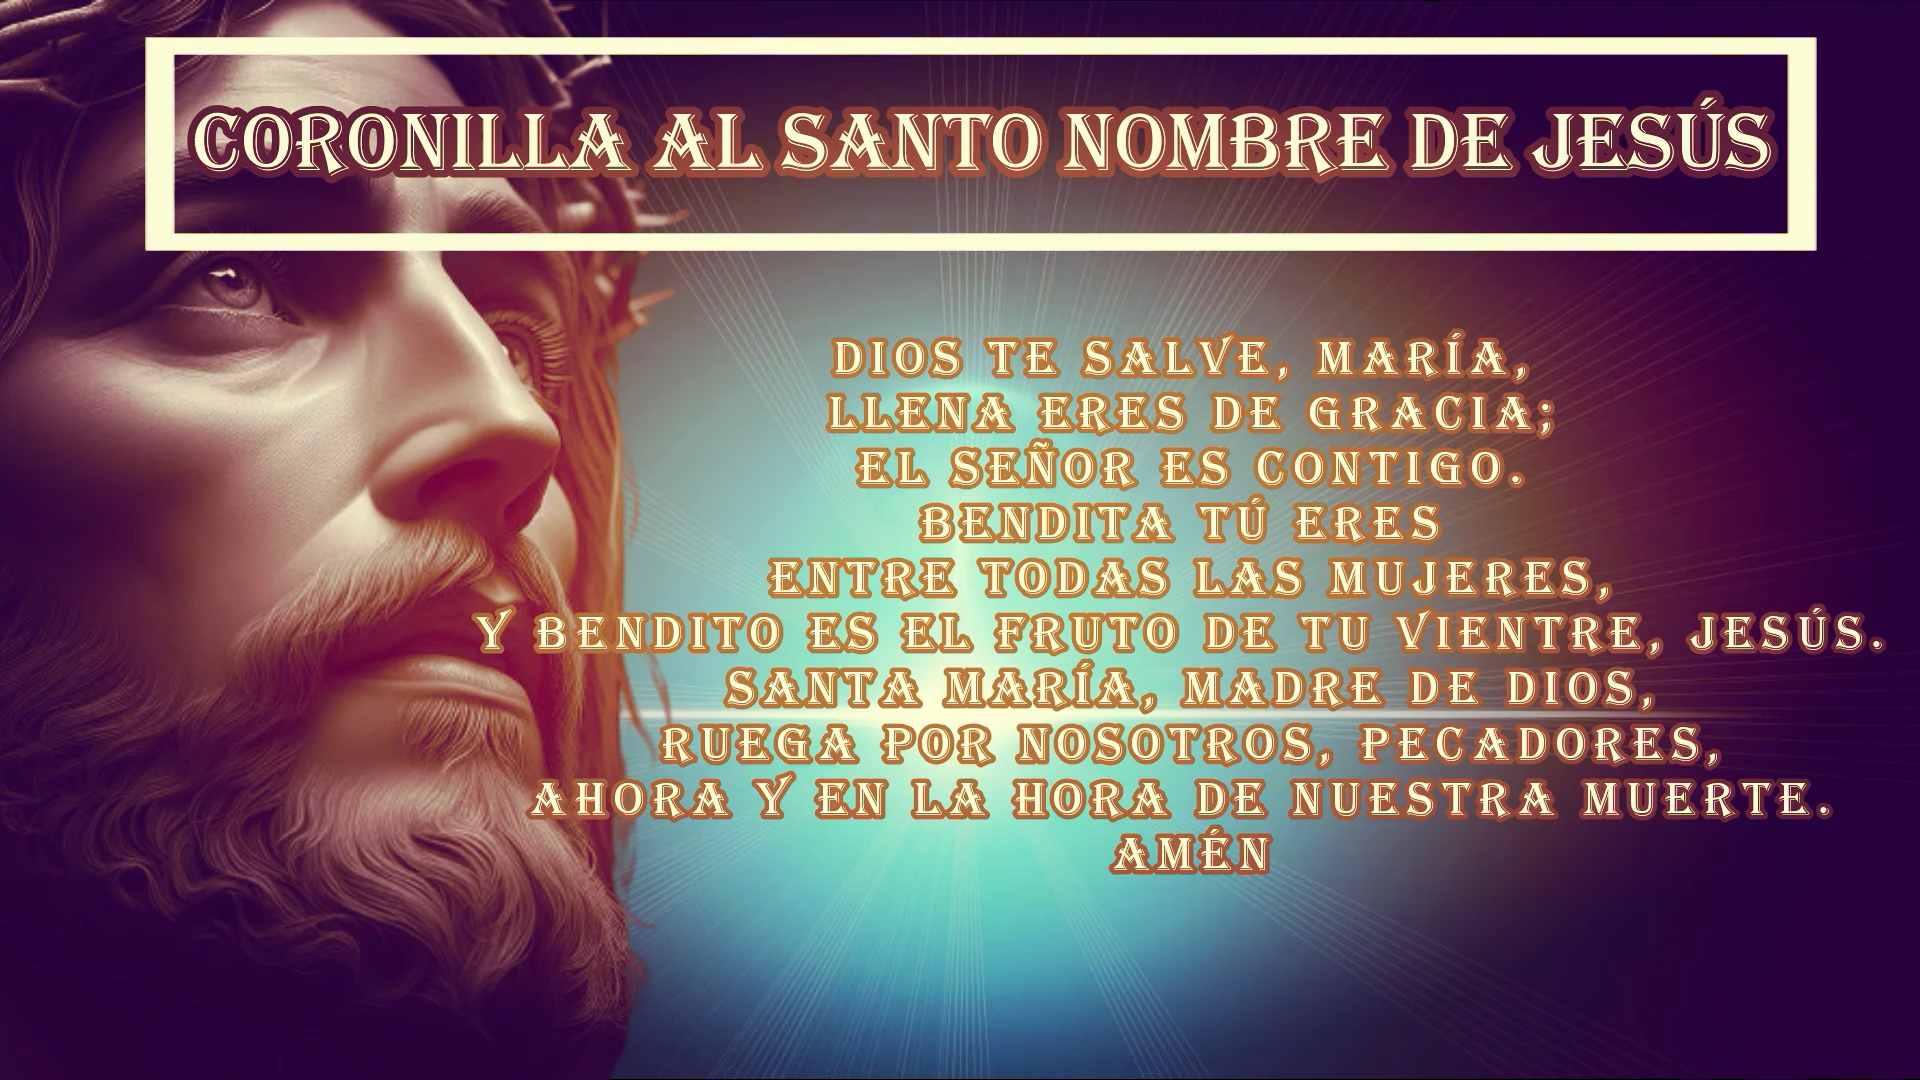 CORONILLA AL SANTO NOMBRE DE JESÚS
DIOS TE SALVE, MARÍA,
LLENA ERES DE GRACIA;
EL SEÑOR ES CONTIGO.
BENDITA TÚ ERES
ENTRE TODAS LAS MUJERES,
Y BENDITO ES EL FRUTO DE TU VIENTRE, JESÚS.
SANTA MARÍA, MADRE DE DIOS,
RUEGA POR NOSOTROS, PECADORES,
AHORA Y EN LA HORA DE NUESTRA MUERTE.
AMÉN